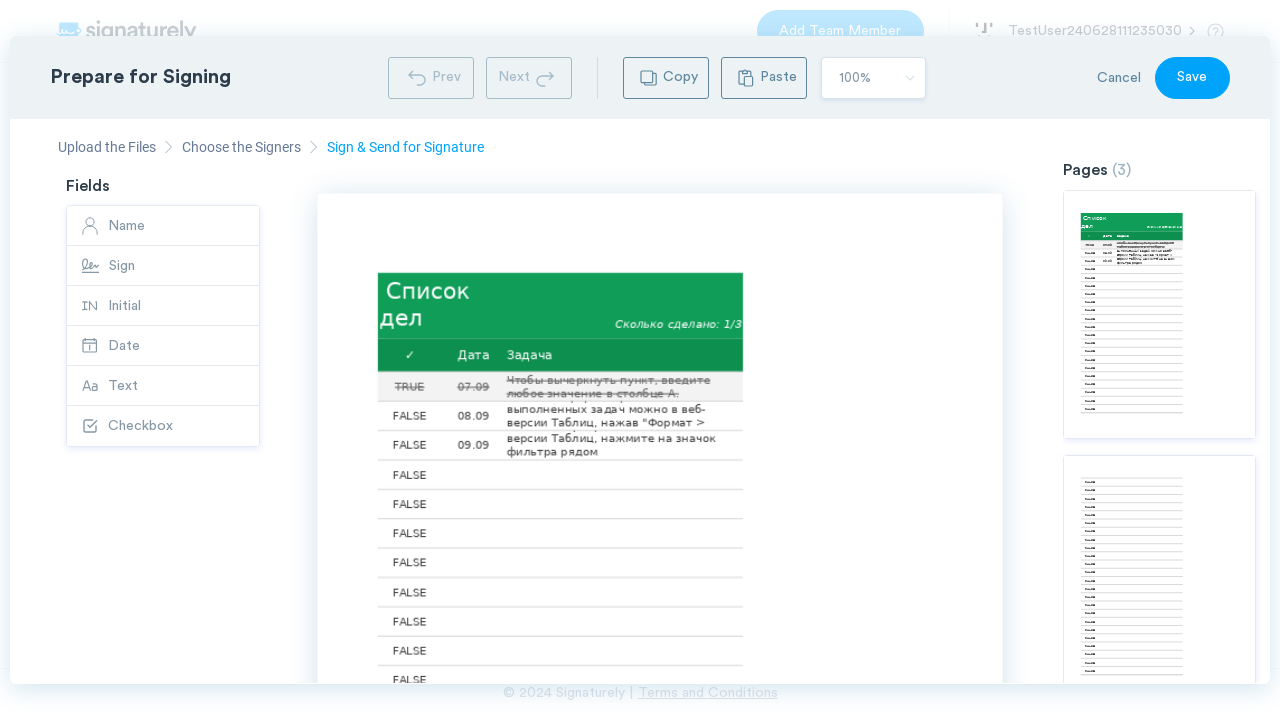 signaturely
Add Team Member
TestUser240628111235030
Prepare for Signing
Prev
Next
Copy
Paste
100%
Cancel
Save
Upload the Files
Choose the Signers
Sign & Send for Signature
Fields
Name
Sign
Initial
Date
Text
Checkbox
Список
дел
Сколько сделано: 1/3
✓ Дата Задача
TRUE 07.09 Чтобы вычеркнуть пункт, введите
любое значение в столбце A.
FALSE 08.09 выполненных задач можно в веб-
версии Таблиц, нажав "Формат >
FALSE 09.09 версии Таблиц, нажмите на значок
фильтра рядом
FALSE
FALSE
FALSE
FALSE
FALSE
FALSE
FALSE
FALSE
Pages (3)
Список
дел
© 2024 Signaturely | Terms and Conditions